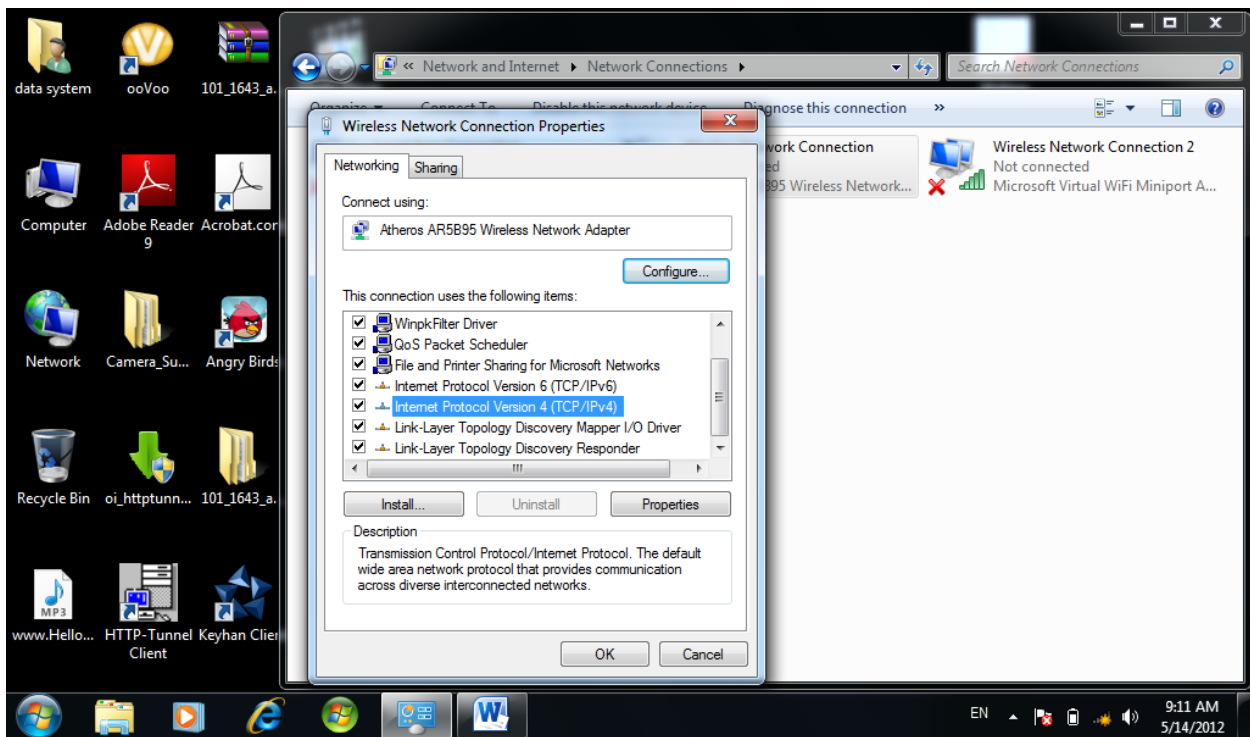 data system
ooVoo
101_1643_a.
Computer
Adobe Reader
9
Acrobat.cor
Network
Camera_Su...
Angry Birds
Recycle Bin
oi_httptunn...
101_1643_a.
MP3
www.Hello...
HTTP-Tunnel
Client
Keyhan Clien
« Network and Internet Network Connections
Search Network Connections
Organize Connect To Disable this network device Diagnose this connection »
work Connection
ed
B95 Wireless Network...
Wireless Network Connection 2
Not connected
Microsoft Virtual WiFi Miniport A...
Wireless Network Connection Properties
Networking Sharing
Connect using:
Atheros AR5B95 Wireless Network Adapter
Configure...
This connection uses the following items:
WinpkFilter Driver
QoS Packet Scheduler
File and Printer Sharing for Microsoft Networks
Internet Protocol Version 6 (TCP/IPv6)
Internet Protocol Version 4 (TCP/IPv4)
Link-Layer Topology Discovery Mapper I/O Driver
Link-Layer Topology Discovery Responder
Install... Uninstall Properties
Description
Transmission Control Protocol/Internet Protocol. The default
wide area network protocol that provides communication
across diverse interconnected networks.
OK Cancel
EN
9:11 AM
5/14/2012